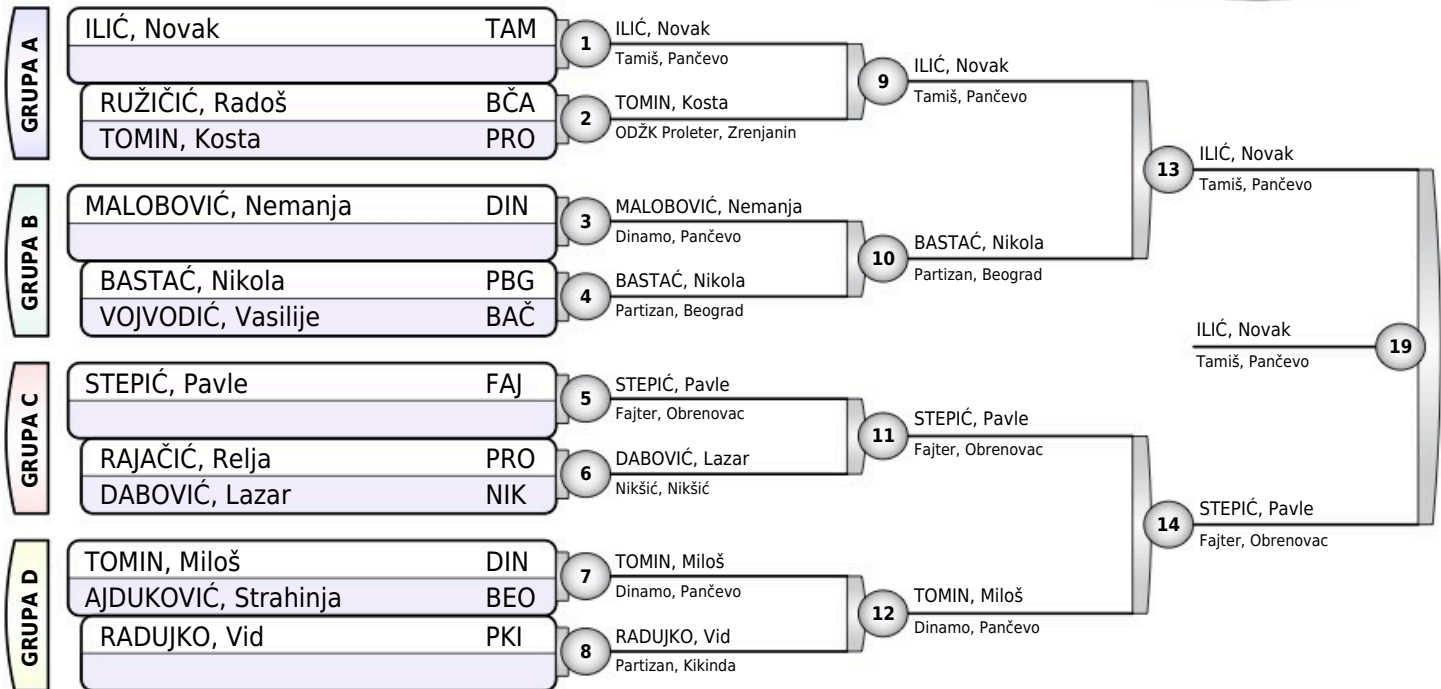 GRUPA A
ILIĆ, Novak TAM
RUŽIČIĆ, Radoš BČA
TOMIN, Kosta PRO
GRUPA B
MALOBOVIĆ, Nemanja DIN
BASTAĆ, Nikola PBG
VOJVODIĆ, Vasilije BAČ
GRUPA C
STEPIĆ, Pavle FAJ
RAJAČIĆ, Relja PRO
DABOVIĆ, Lazar NIK
GRUPA D
TOMIN, Miloš DIN
AJDUKOVIĆ, Strahinja BEO
RADUJKO, Vid PKI
1
ILIĆ, Novak
Tamiš, Pančevo
2
TOMIN, Kosta
ODŽK Proleter, Zrenjanin
3
MALOBOVIĆ, Nemanja
Dinamo, Pančevo
4
BASTAĆ, Nikola
Partizan, Beograd
5
STEPIĆ, Pavle
Fajter, Obrenovac
6
DABOVIĆ, Lazar
Nikšić, Nikšić
7
TOMIN, Miloš
Dinamo, Pančevo
8
RADUJKO, Vid
Partizan, Kikinda
9
ILIĆ, Novak
Tamiš, Pančevo
10
BASTAĆ, Nikola
Partizan, Beograd
11
STEPIĆ, Pavle
Fajter, Obrenovac
12
TOMIN, Miloš
Dinamo, Pančevo
13
ILIĆ, Novak
Tamiš, Pančevo
14
STEPIĆ, Pavle
Fajter, Obrenovac
ILIĆ, Novak
Tamiš, Pančevo
19